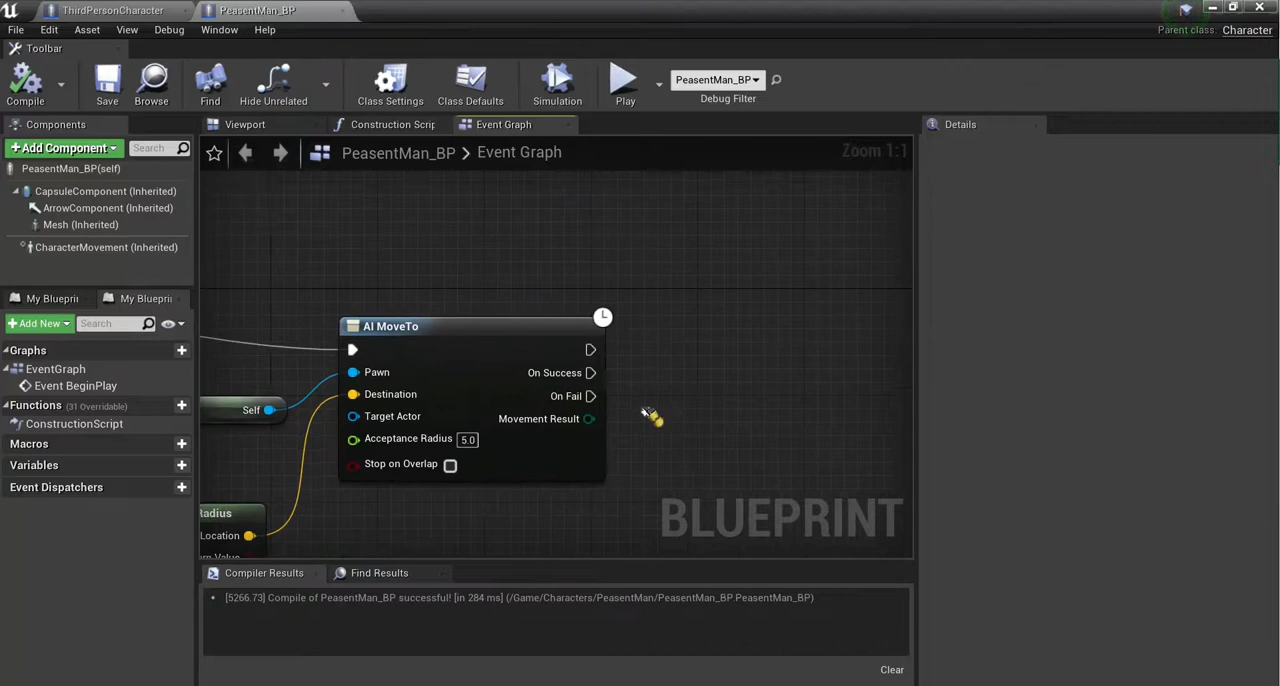 ThirdPersonCharacter
PeasentMan_BP
File Edit Asset View Debug Window Help
Parent class: Character
Toolbar
Compile
Save
Browse
Find
Hide Unrelated
Class Settings
Class Defaults
Simulation
Play
PeasentMan_BP
Debug Filter
Components
+Add Component
Search
PeasentMan_BP(self)
CapsuleComponent (Inherited)
ArrowComponent (Inherited)
Mesh (Inherited)
CharacterMovement (Inherited)
My Blueprin
My Blueprin
+Add New
Search
Graphs
EventGraph
Event BeginPlay
Functions (31 Overridable)
ConstructionScript
Macros
Variables
Event Dispatchers
Viewport
Construction Scrip
Event Graph
PeasentMan_BP > Event Graph
Zoom 1:1
AI MoveTo
Pawn
On Success
Destination
On Fail
Target Actor
Movement Result
Acceptance Radius 5.0
Stop on Overlap
Self
Radius
Location
BLUEPRINT
Compiler Results
Find Results
[5266.73] Compile of PeasentMan_BP successful! [in 284 ms] (/Game/Characters/PeasentMan/PeasentMan_BP.PeasentMan_BP)
Clear
Details